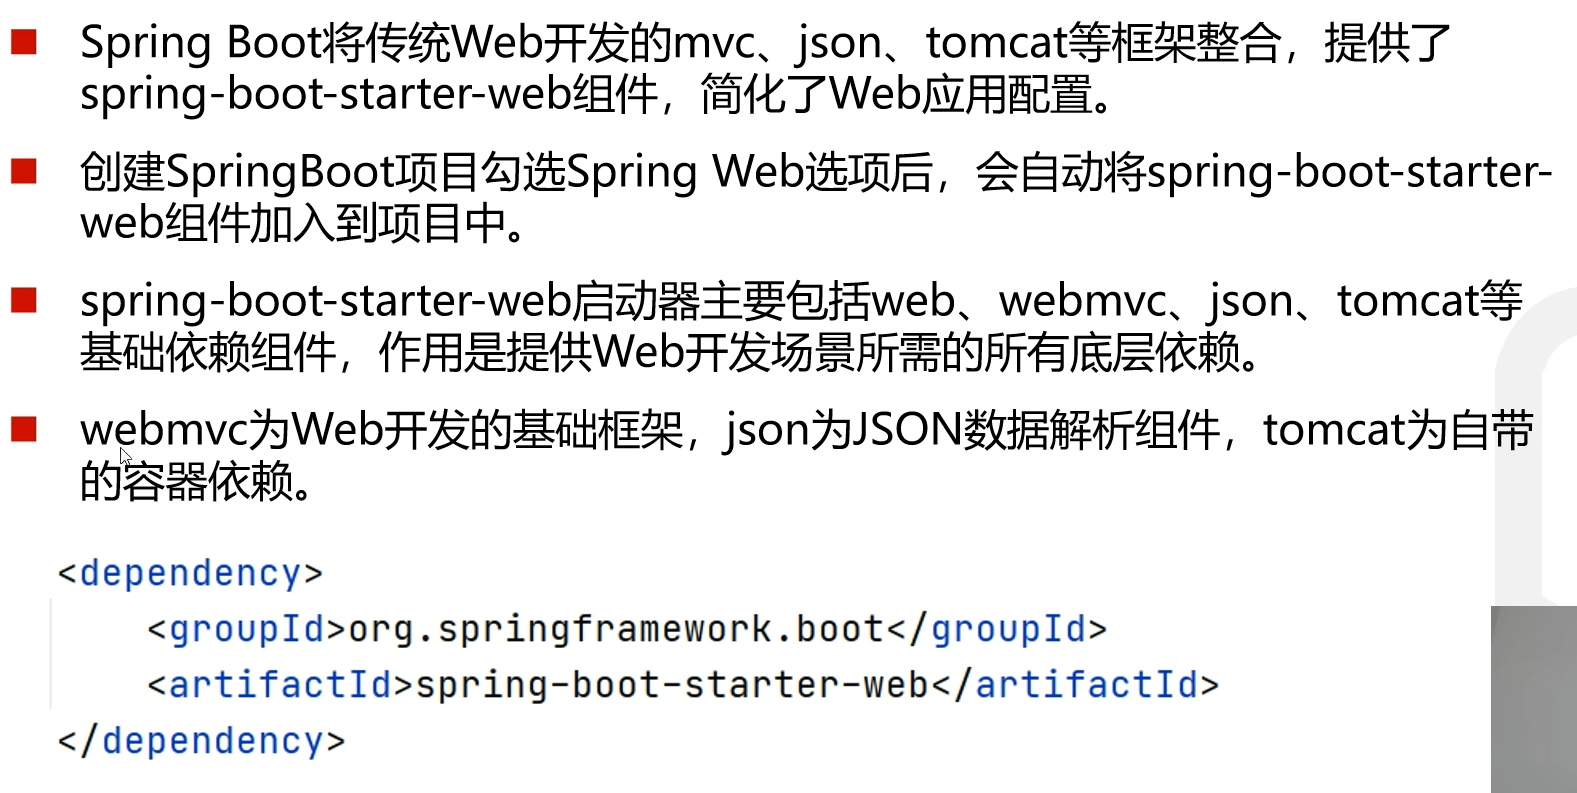 Spring Boot将传统Web开发的mvc、json、tomcat等框架整合，提供了
spring-boot-starter-web组件，简化了Web应用配置。
创建SpringBoot项目勾选Spring Web选项后，会自动将spring-boot-starter-
web组件加入到项目中。
spring-boot-starter-web启动器主要包括web、webmvc、json、tomcat等
基础依赖组件，作用是提供Web开发场景所需的所有底层依赖。
webmvc为Web开发的基础框架，json为JSON数据解析组件，tomcat为自带
的容器依赖。
<dependency>
    <groupId>org.springframework.boot</groupId>
    <artifactId>spring-boot-starter-web</artifactId>
</dependency>